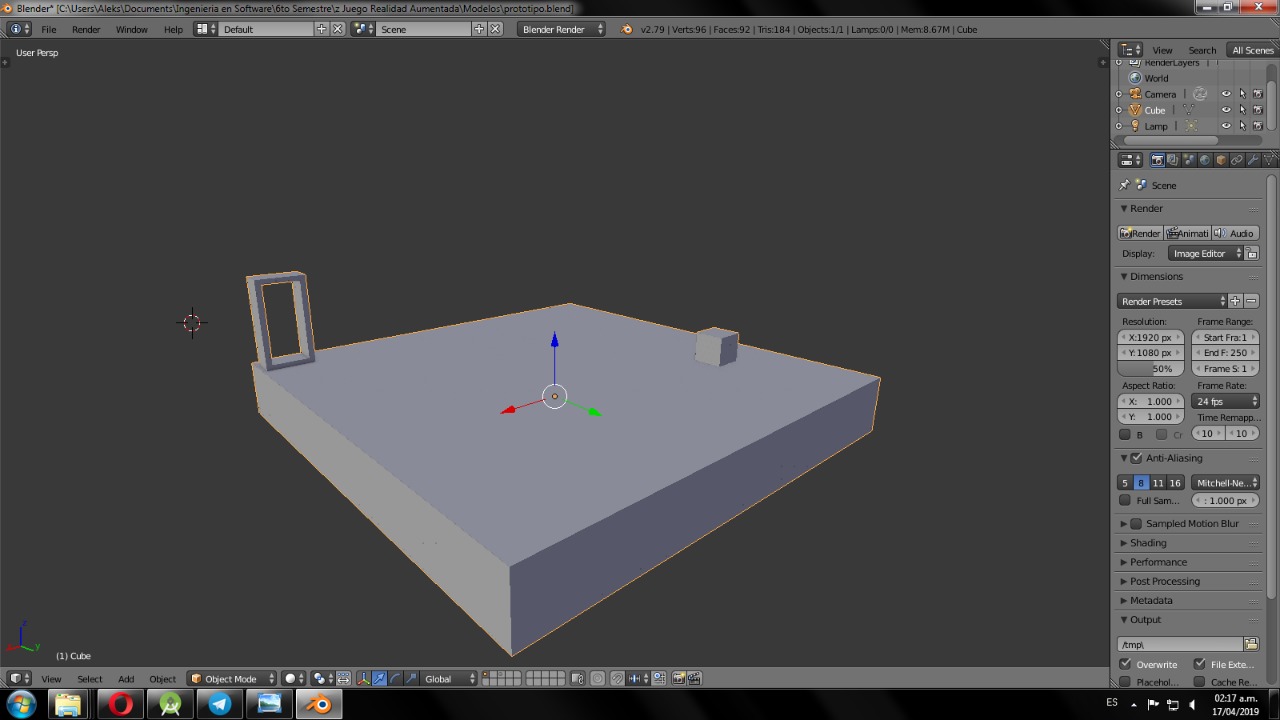 Blender* [C:\Users\Aleks\Documents\Ingenieria en Software\6to Semestre\z Juego Realidad Aumentada\Modelos\prototipo.blend]
File Render Window Help Default Scene Blender Render v2.79 | Verts:96 | Faces:92 | Tris:184 | Objects:1/1 | Lamps:0/0 | Mem:8.67M | Cube
User Persp
View Search All Scenes
RenderLayers
World
Camera
Cube
Lamp
Scene
Render
Render Animati Audio
Display: Image Editor
Dimensions
Render Presets
Resolution: Frame Range:
X:1920 px Start Fra:1
Y:1080 px End F: 250
50% Frame S: 1
Aspect Ratio: Frame Rate:
X: 1.000 24 fps
Y: 1.000 Time Remapp...
B Cr 10 10
Anti-Aliasing
5 8 11 16 Mitchell-Ne...
Full Sam... : 1.000 px
Sampled Motion Blur
Shading
Performance
Post Processing
Metadata
Output
/tmp\
Overwrite File Exte...
Placehol... Cache Re...
z
x y
(1) Cube
View Select Add Object Object Mode Global
ES 02:17 a.m.
17/04/2019